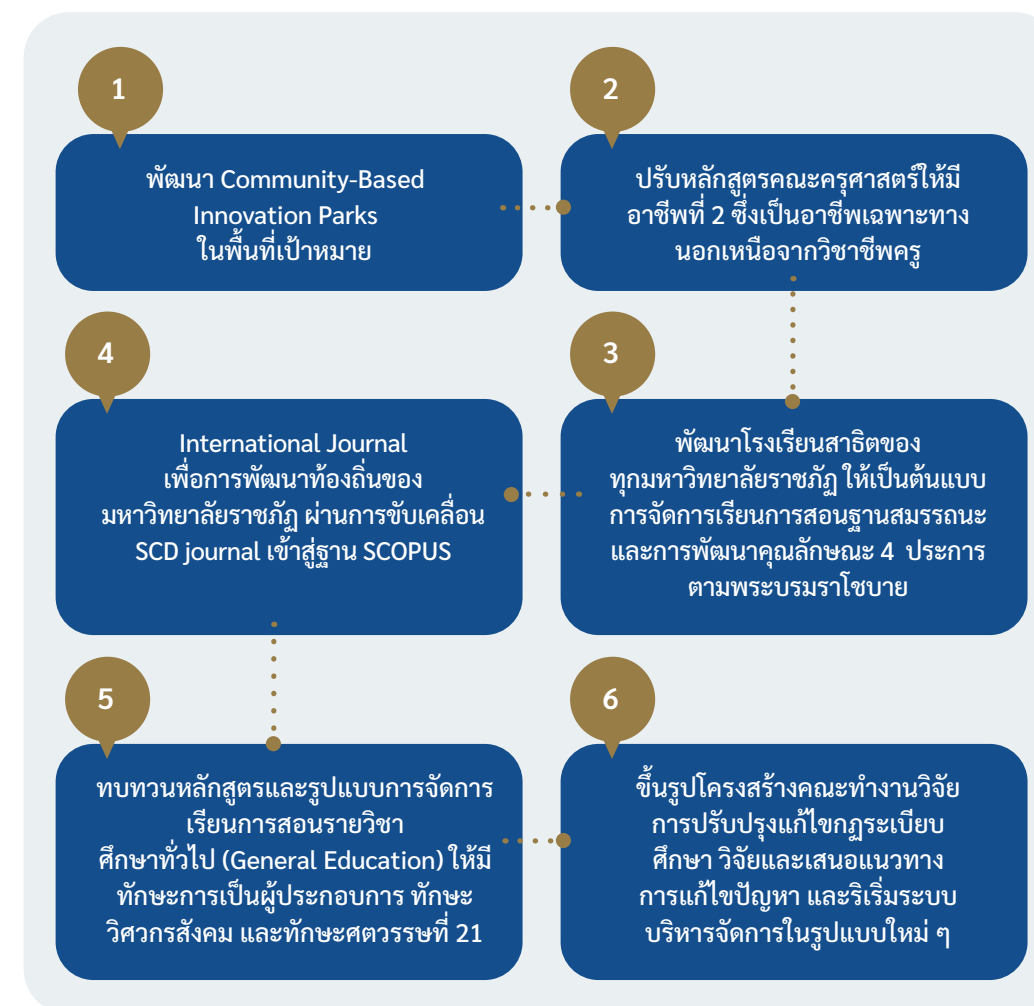 1
พัฒนา Community-Based
Innovation Parks
ในพื้นที่เป้าหมาย
2
ปรับหลักสูตรคณะครุศาสตร์ให้มี
อาชีพที่ 2 ซึ่งเป็นอาชีพเฉพาะทาง
นอกเหนือจากวิชาชีพครู
3
พัฒนาโรงเรียนสาธิตของ
ทุกมหาวิทยาลัยราชภัฏ ให้เป็นต้นแบบ
การจัดการเรียนการสอนฐานสมรรถนะ
และการพัฒนาคุณลักษณะ 4 ประการ
ตามพระบรมราโชบาย
4
International Journal
เพื่อการพัฒนาท้องถิ่นของ
มหาวิทยาลัยราชภัฏ ผ่านการขับเคลื่อน
SCD journal เข้าสู่ฐาน SCOPUS
5
ทบทวนหลักสูตรและรูปแบบการจัดการ
เรียนการสอนรายวิชา
ศึกษาทั่วไป (General Education) ให้มี
ทักษะการเป็นผู้ประกอบการ ทักษะ
วิศวกรสังคม และทักษะศตวรรษที่ 21
6
ขึ้นรูปโครงสร้างคณะทำงานวิจัย
การปรับปรุงแก้ไขกฎระเบียบ
ศึกษา วิจัยและเสนอแนวทาง
การแก้ไขปัญหา และริเริ่มระบบ
บริหารจัดการในรูปแบบใหม่ ๆ